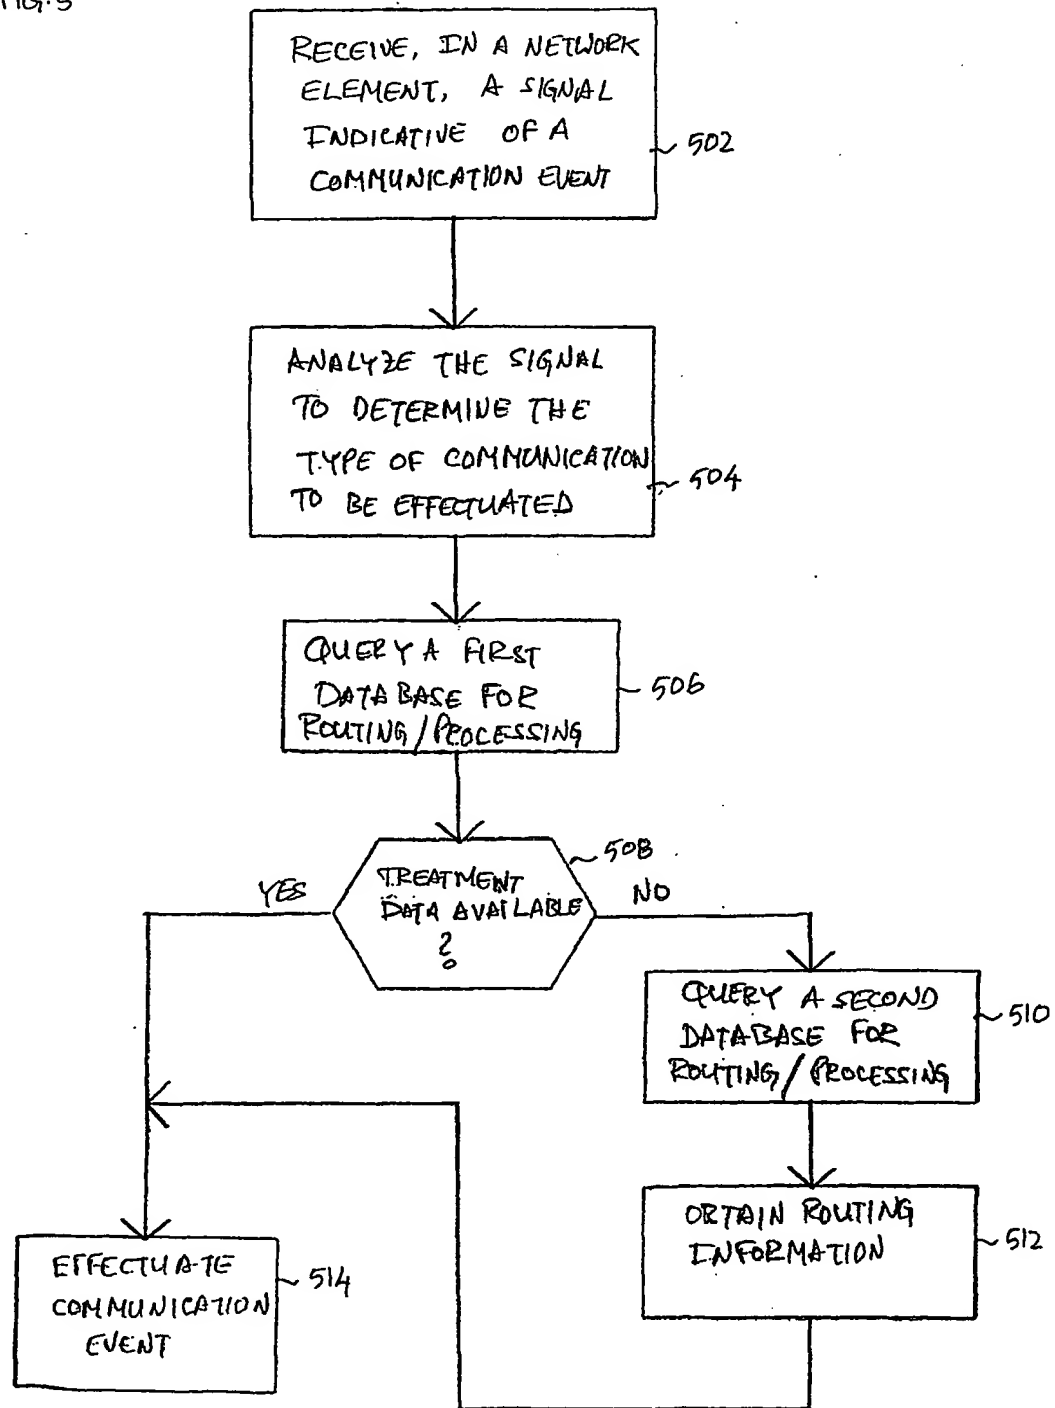 FIG. 5
RECEIVE, IN A NETWORK
ELEMENT, A SIGNAL
INDICATIVE OF A
COMMUNICATION EVENT
502
ANALYZE THE SIGNAL
TO DETERMINE THE
TYPE OF COMMUNICATION
TO BE EFFECTUATED
504
QUERY A FIRST
DATABASE FOR
ROUTING/PROCESSING
506
TREATMENT
DATA AVAILABLE
?
508
YES
NO
QUERY A SECOND
DATABASE FOR
ROUTING/PROCESSING
510
OBTAIN ROUTING
INFORMATION
512
EFFECTUATE
COMMUNICATION
EVENT
514